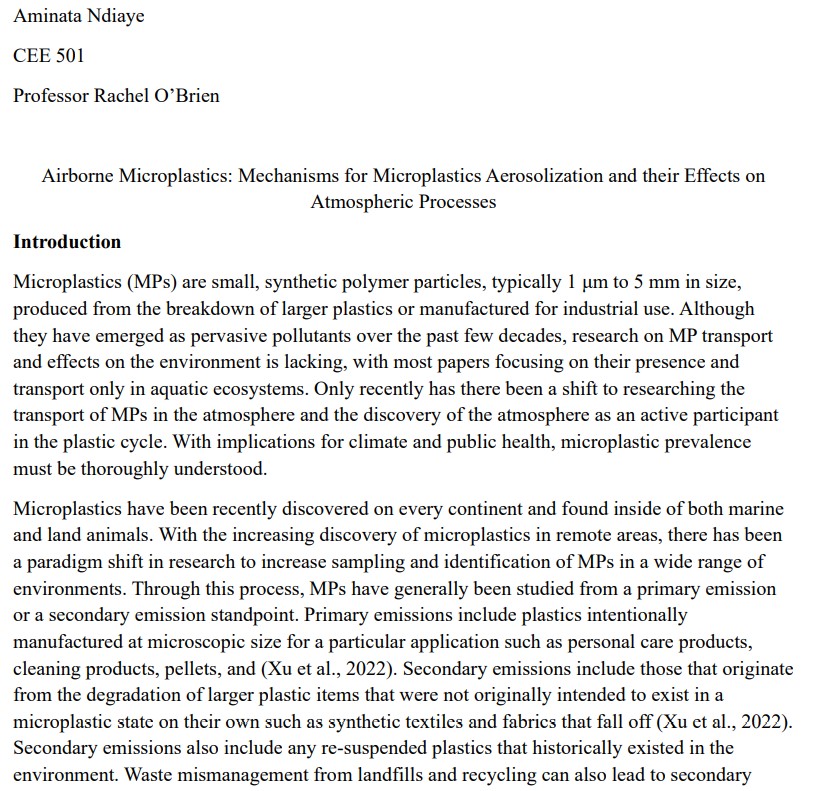 Aminata Ndiaye
CEE 501
Professor Rachel O’Brien
Airborne Microplastics: Mechanisms for Microplastics Aerosolization and their Effects on
Atmospheric Processes
Introduction
Microplastics (MPs) are small, synthetic polymer particles, typically 1 μm to 5 mm in size,
produced from the breakdown of larger plastics or manufactured for industrial use. Although
they have emerged as pervasive pollutants over the past few decades, research on MP transport
and effects on the environment is lacking, with most papers focusing on their presence and
transport only in aquatic ecosystems. Only recently has there been a shift to researching the
transport of MPs in the atmosphere and the discovery of the atmosphere as an active participant
in the plastic cycle. With implications for climate and public health, microplastic prevalence
must be thoroughly understood.
Microplastics have been recently discovered on every continent and found inside of both marine
and land animals. With the increasing discovery of microplastics in remote areas, there has been
a paradigm shift in research to increase sampling and identification of MPs in a wide range of
environments. Through this process, MPs have generally been studied from a primary emission
or a secondary emission standpoint. Primary emissions include plastics intentionally
manufactured at microscopic size for a particular application such as personal care products,
cleaning products, pellets, and (Xu et al., 2022). Secondary emissions include those that originate
from the degradation of larger plastic items that were not originally intended to exist in a
microplastic state on their own such as synthetic textiles and fabrics that fall off (Xu et al., 2022).
Secondary emissions also include any re-suspended plastics that historically existed in the
environment. Waste mismanagement from landfills and recycling can also lead to secondary